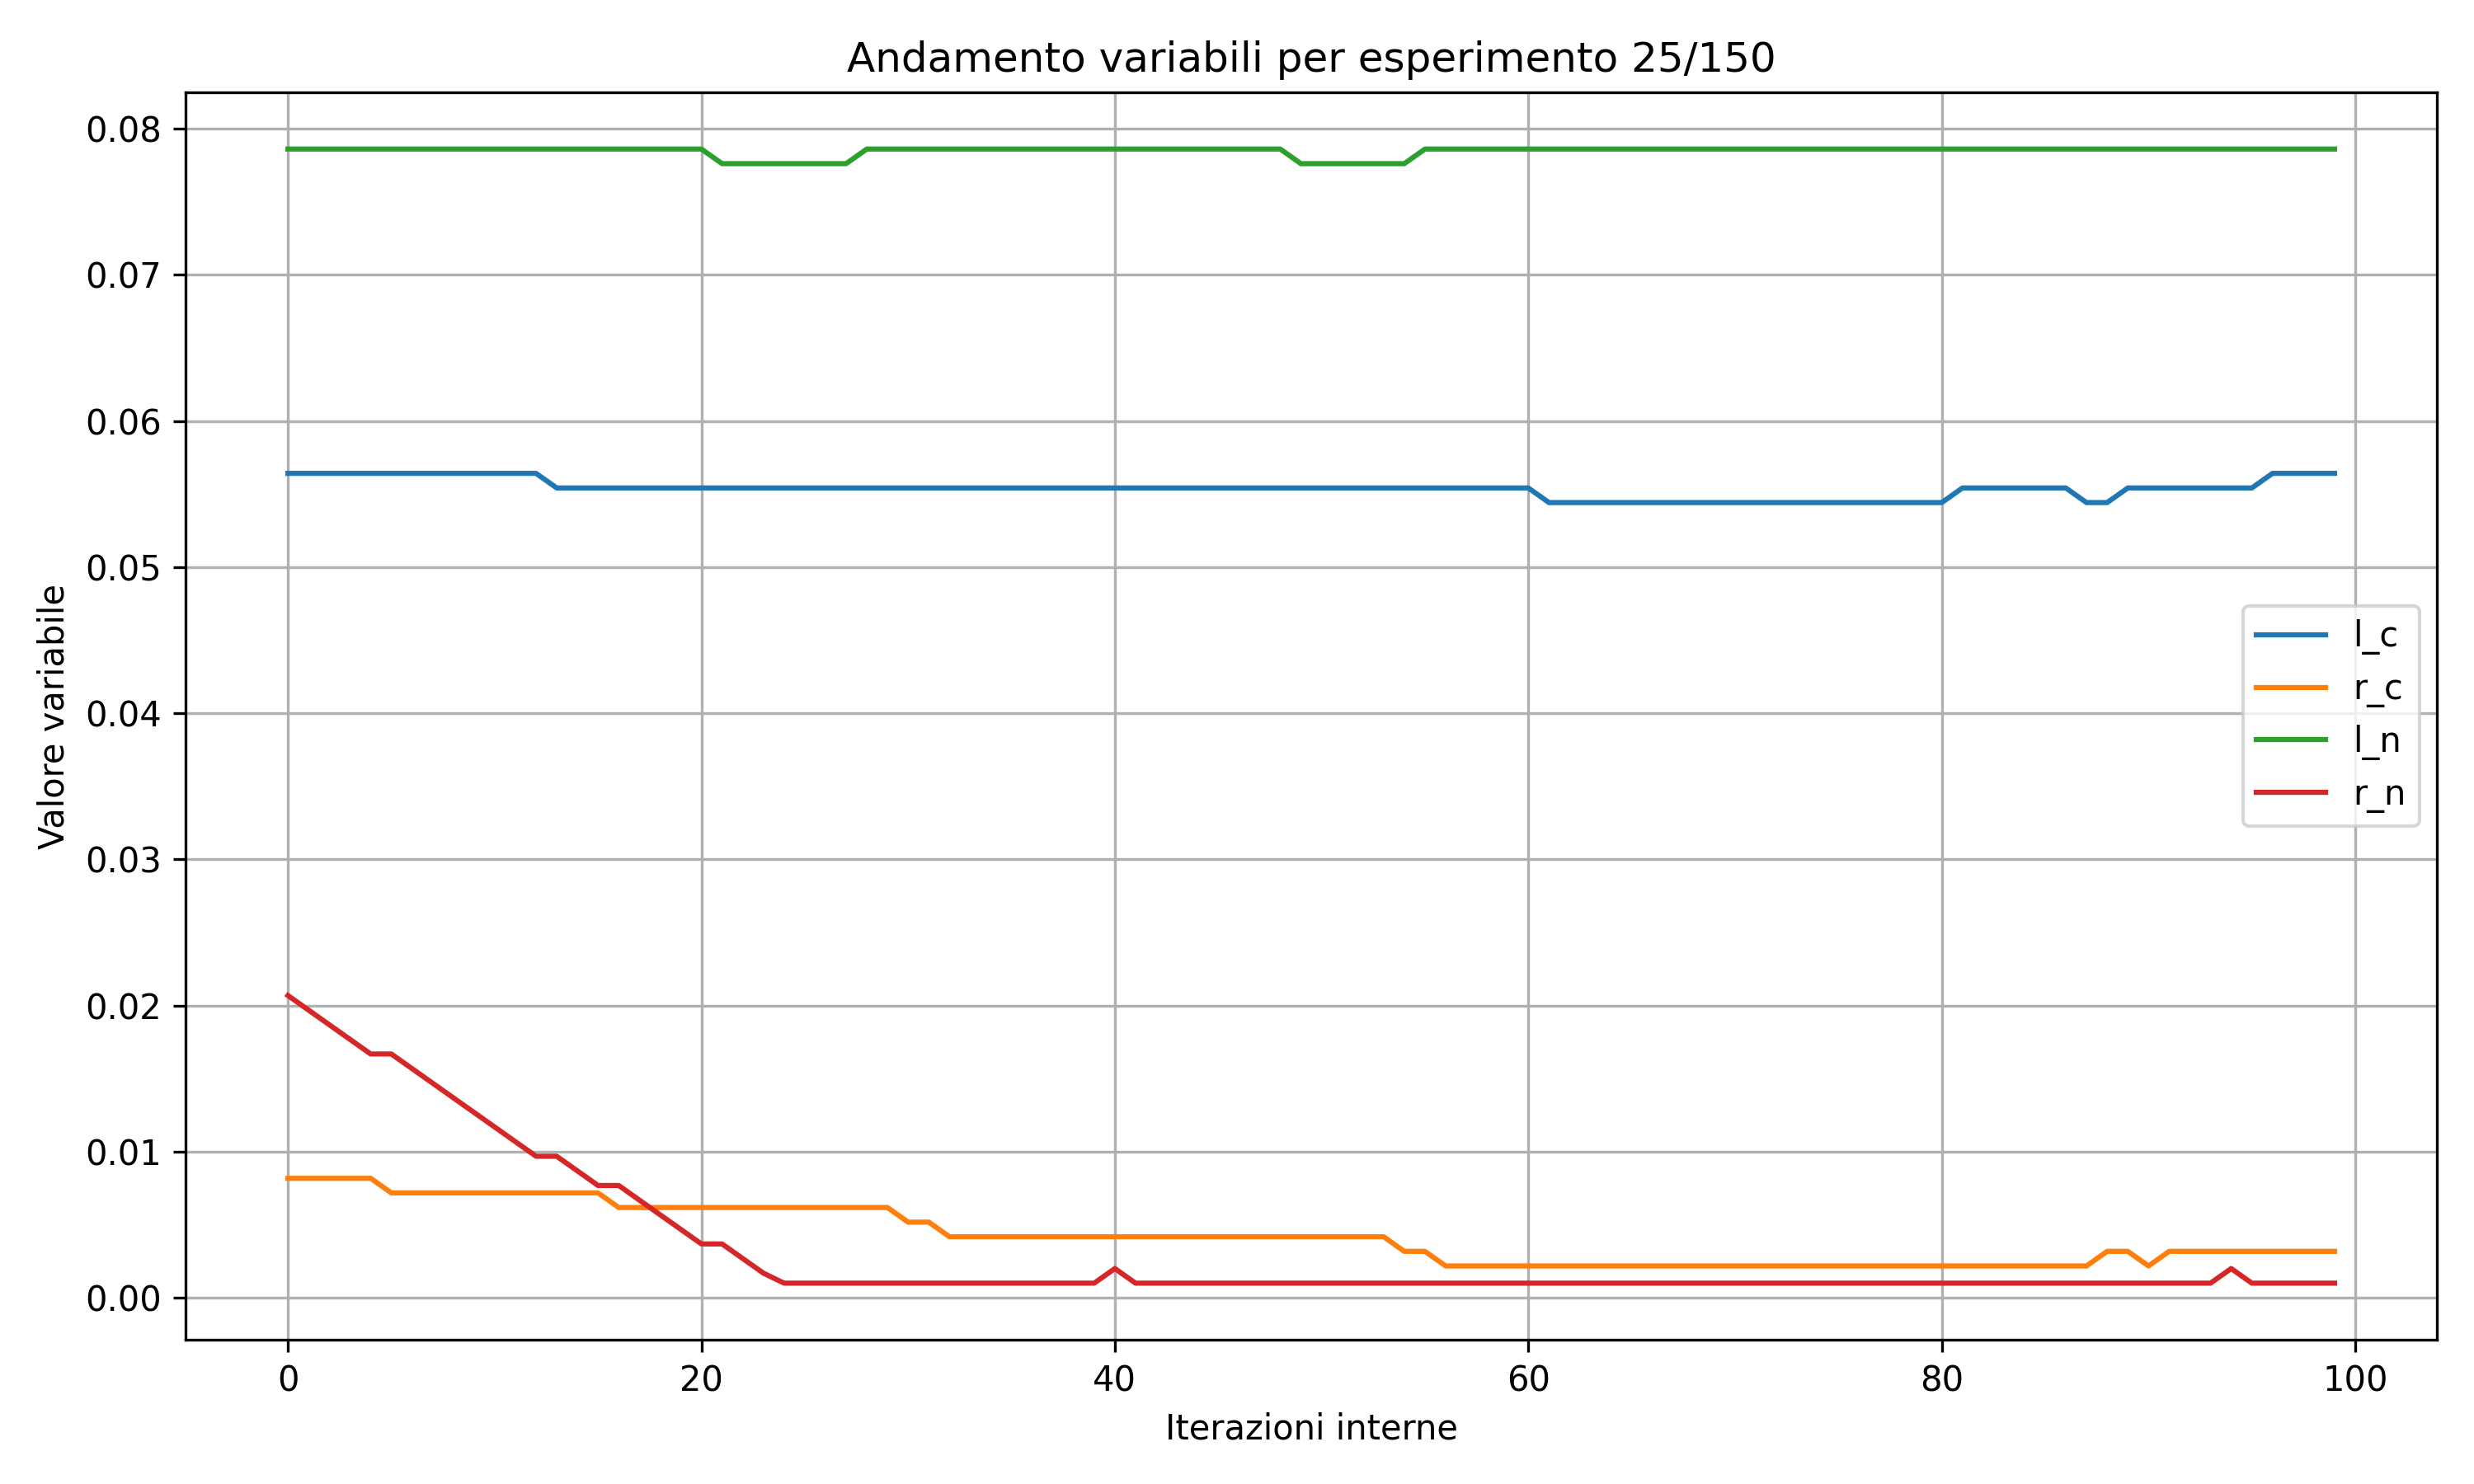 Andamento variabili per esperimento 25/150
Valore variabile
0.08
0.07
0.06
0.05
0.04
0.03
0.02
0.01
0.00
0 20 40 60 80 100
Iterazioni interne
l_c
r_c
l_n
r_n